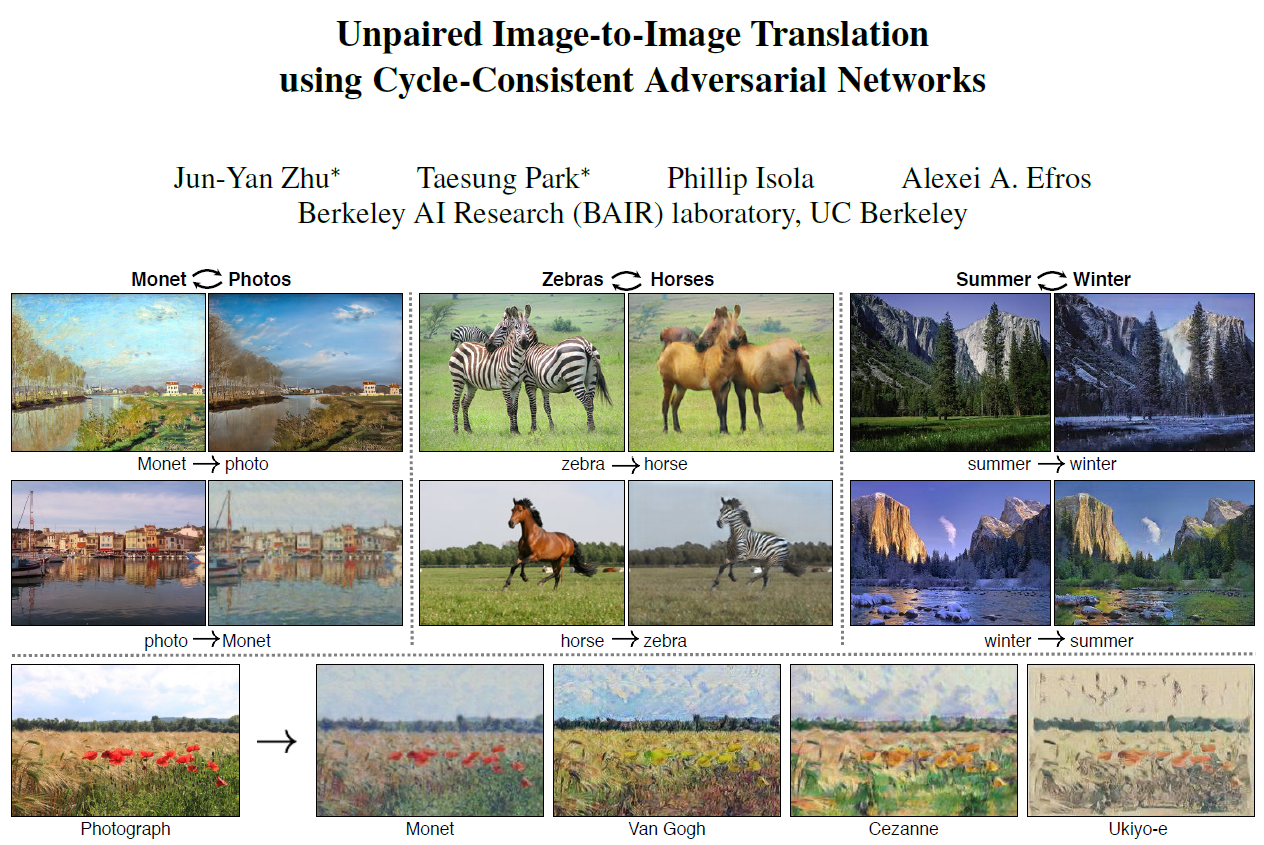 Unpaired Image-to-Image Translation
using Cycle-Consistent Adversarial Networks
Jun-Yan Zhu* Taesung Park* Phillip Isola Alexei A. Efros
Berkeley AI Research (BAIR) laboratory, UC Berkeley
Monet Photos
Zebras Horses
Summer Winter
Monet → photo
zebra → horse
summer → winter
photo → Monet
horse → zebra
winter → summer
Photograph
Monet
Van Gogh
Cezanne
Ukiyo-e